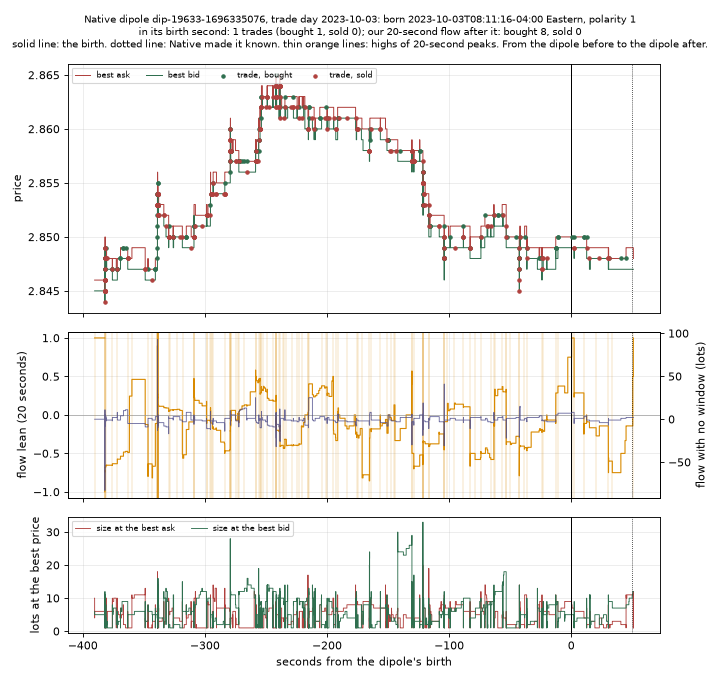 Native dipole dip-19633-1696335076, trade day 2023-10-03: born 2023-10-03T08:11:16-04:00 Eastern, polarity 1
in its birth second: 1 trades (bought 1, sold 0); our 20-second flow after it: bought 8, sold 0
solid line: the birth. dotted line: Native made it known. thin orange lines: highs of 20-second peaks. From the dipole before to the dipole after.
best ask
best bid
trade, bought
trade, sold
2.865
2.860
2.855
2.850
2.845
price
1.0
0.5
0.0
−0.5
−1.0
flow lean (20 seconds)
100
50
0
−50
flow with no window (lots)
size at the best ask
size at the best bid
30
20
10
0
lots at the best price
−400
−300
−200
−100
0
seconds from the dipole's birth